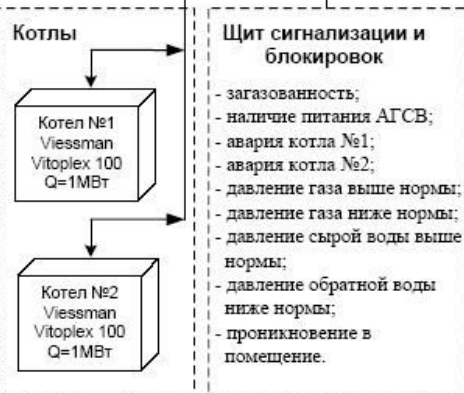 Котлы
Котел №1
Viessman
Vitoplex 100
Q=1МВт
Котел №2
Viessman
Vitoplex 100
Q=1МВт
Щит сигнализации и
блокировок
- загазованность;
- наличие питания АГСВ;
- авария котла №1;
- авария котла №2;
- давление газа выше нормы;
- давление газа ниже нормы;
- давление сырой воды выше
нормы;
- давление обратной воды
ниже нормы;
- проникновение в
помещение.